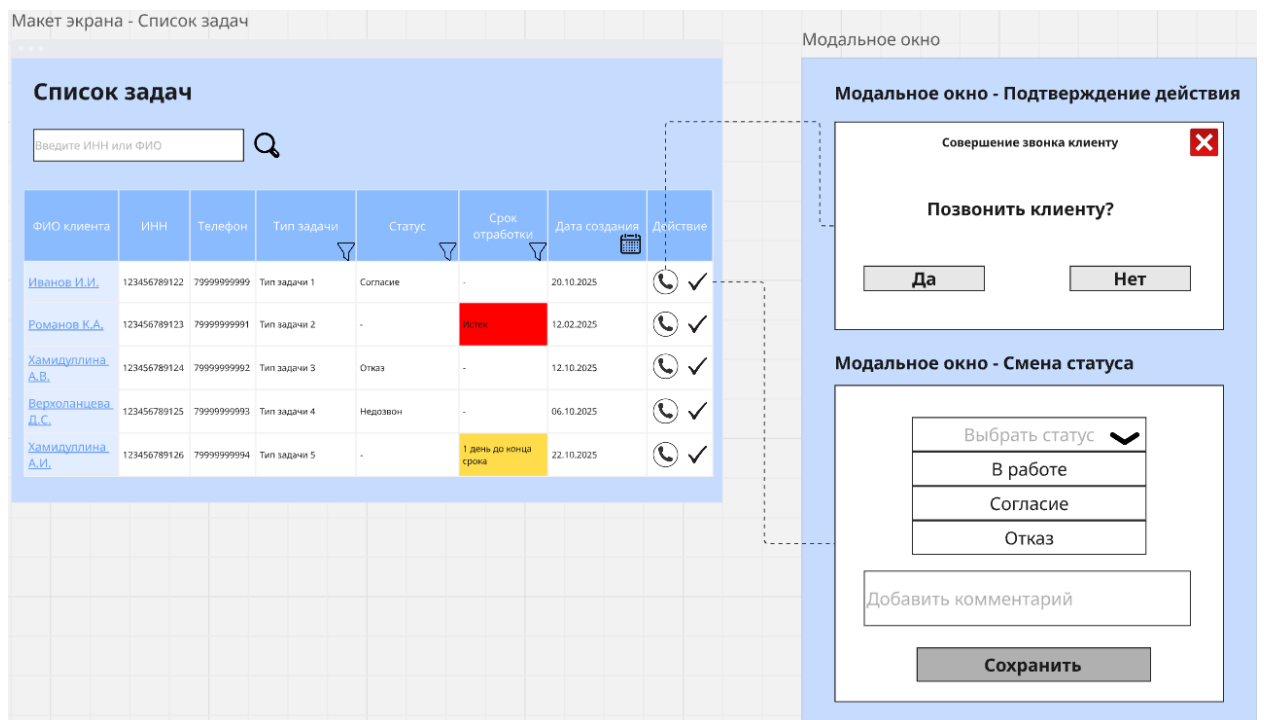 Макет экрана - Список задач
Список задач
Введите ИНН или ФИО
ФИО клиента ИНН Телефон Тип задачи Статус Срок отработки Дата создания Действие
Иванов И.И. 123456789122 79999999999 Тип задачи 1 Согласие - 20.10.2025
Романов К.А. 123456789123 79999999991 Тип задачи 2 - Истек 12.02.2025
Хамидуллина А.В. 123456789124 79999999992 Тип задачи 3 Отказ - 12.10.2025
Верхоланцева Д.С. 123456789125 79999999993 Тип задачи 4 Недозвон - 06.10.2025
Хамидуллина А.И. 123456789126 79999999994 Тип задачи 5 - 1 день до конца срока 22.10.2025
Модальное окно
Модальное окно - Подтверждение действия
Совершение звонка клиенту
Позвонить клиенту?
Да Нет
Модальное окно - Смена статуса
Выбрать статус
В работе
Согласие
Отказ
Добавить комментарий
Сохранить